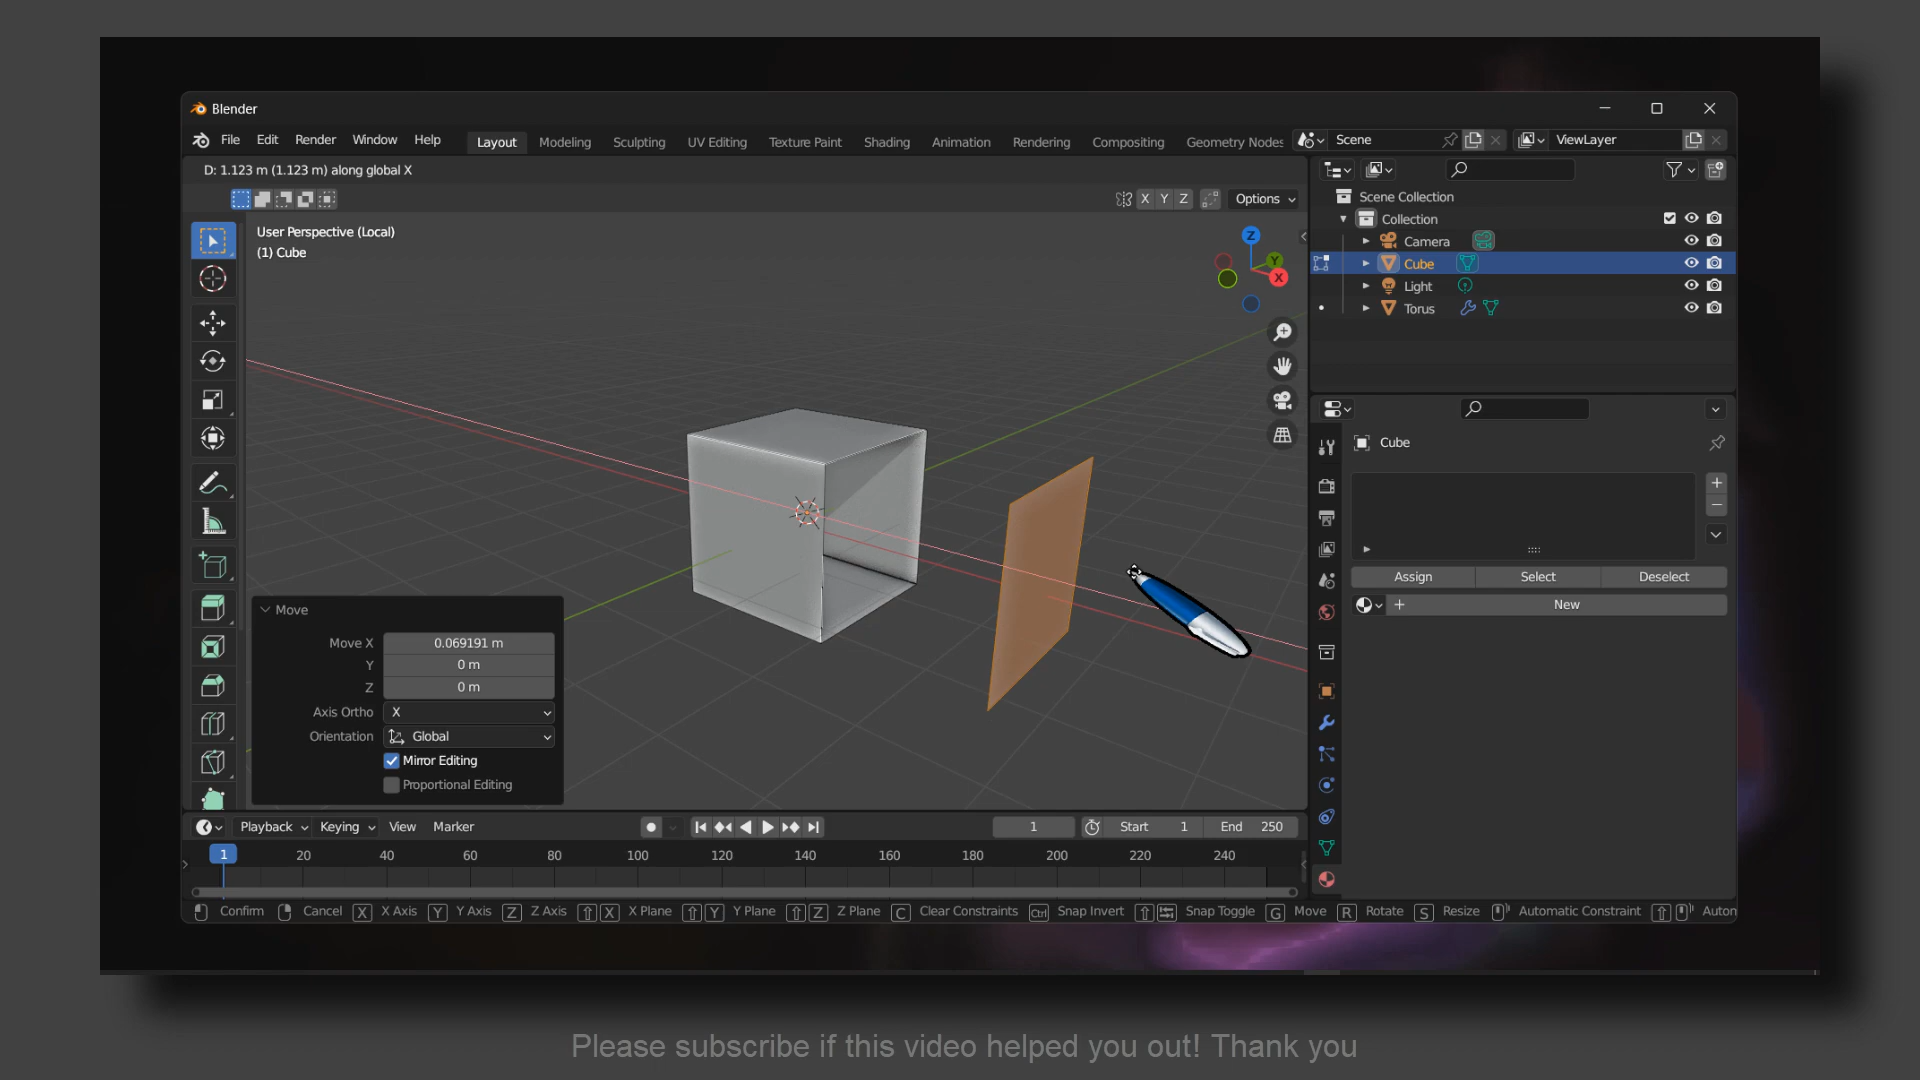 Blender
File Edit Render Window Help Layout Modeling Sculpting UV Editing Texture Paint Shading Animation Rendering Compositing Geometry Nodes Scene ViewLayer
D: 1.123 m (1.123 m) along global X
X Y Z Options
User Perspective (Local)
(1) Cube
Z
Y
X
Scene Collection
Collection
Camera
Cube
Light
Torus
Cube
Assign Select Deselect
New
Move
Move X 0.069191 m
Y 0 m
Z 0 m
Axis Ortho X
Orientation Global
Mirror Editing
Proportional Editing
Playback Keying View Marker 1 Start 1 End 250
1 20 40 60 80 100 120 140 160 180 200 220 240
Confirm Cancel X X Axis Y Y Axis Z Z Axis X X Plane Y Y Plane Z Z Plane C Clear Constraints Ctrl Snap Invert Snap Toggle G Move R Rotate S Resize Automatic Constraint Auton
Please subscribe if this video helped you out! Thank you